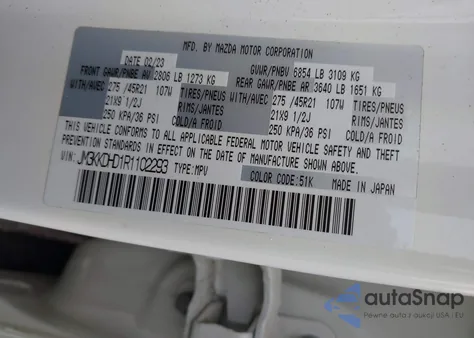 MFD. BY MAZDA MOTOR CORPORATION
DATE 02/23
GVWR/PNBV 6854 LB 3109 KG
FRONT GAWR/PNBE AV 2806 LB 1273 KG
REAR GAWR/PNBE AR 3640 LB 1651 KG
WITH/AVEC 275 /45R21 107W TIRES/PNEUS
21X9 1/2J RIMS/JANTES
250 KPA/36 PSI COLD/A FROID
WITH/AVEC 275 /45R21 107W TIRES/PNEUS
21X9 1/2J RIMS/JANTES
250 KPA/36 PSI COLD/A FROID
THIS VEHICLE CONFORMS TO ALL APPLICABLE FEDERAL MOTOR VEHICLE SAFETY AND THEFT
PREVENTION STANDARDS IN EFFECT ON THE DATE OF MANUFACTURE SHOWN ABOVE.
VIN: JM3KKDHD1R1102293 TYPE:MPV
COLOR CODE:51K MADE IN JAPAN
autoSnap
Pewne auta z aukcji USA i EU